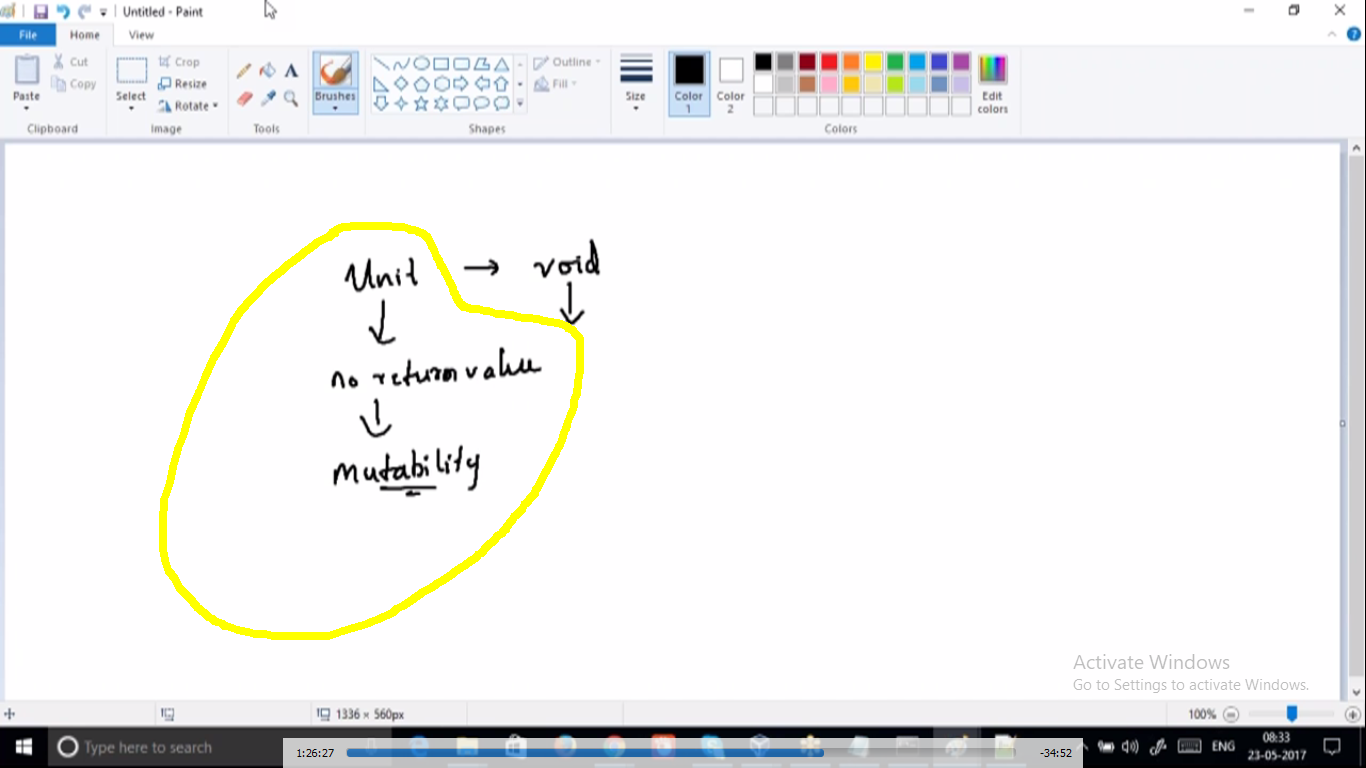 Untitled - Paint
File Home View
Paste Cut Copy Clipboard
Select Crop Resize Rotate Image
Tools
Brushes
Outline Fill Shapes
Size
Color 1 Color 2 Edit colors Colors
Unit → void
no return value
mutability
Activate Windows
Go to Settings to activate Windows.
1336 × 560px 100%
Type here to search
1:26:27 -34:52
ENG 08:33
23-05-2017